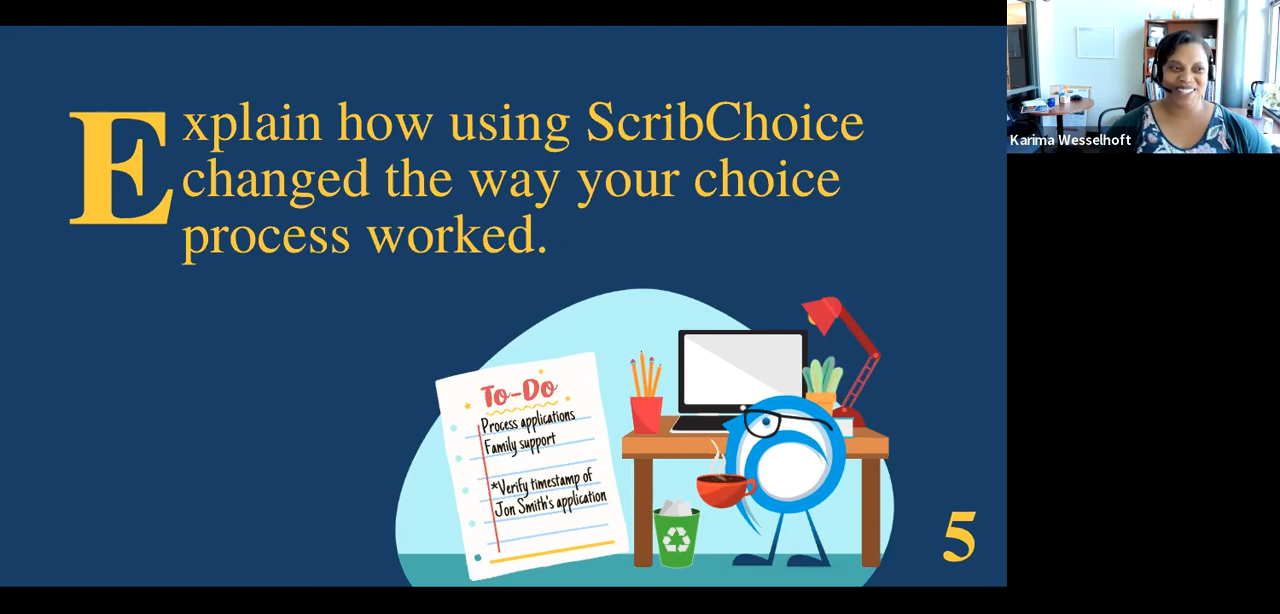 Explain how using ScribChoice
changed the way your choice
process worked.
Karima Wesselhoft
To-Do
Process applications
Family support
*Verify timestamp of
Jon Smith's application
5